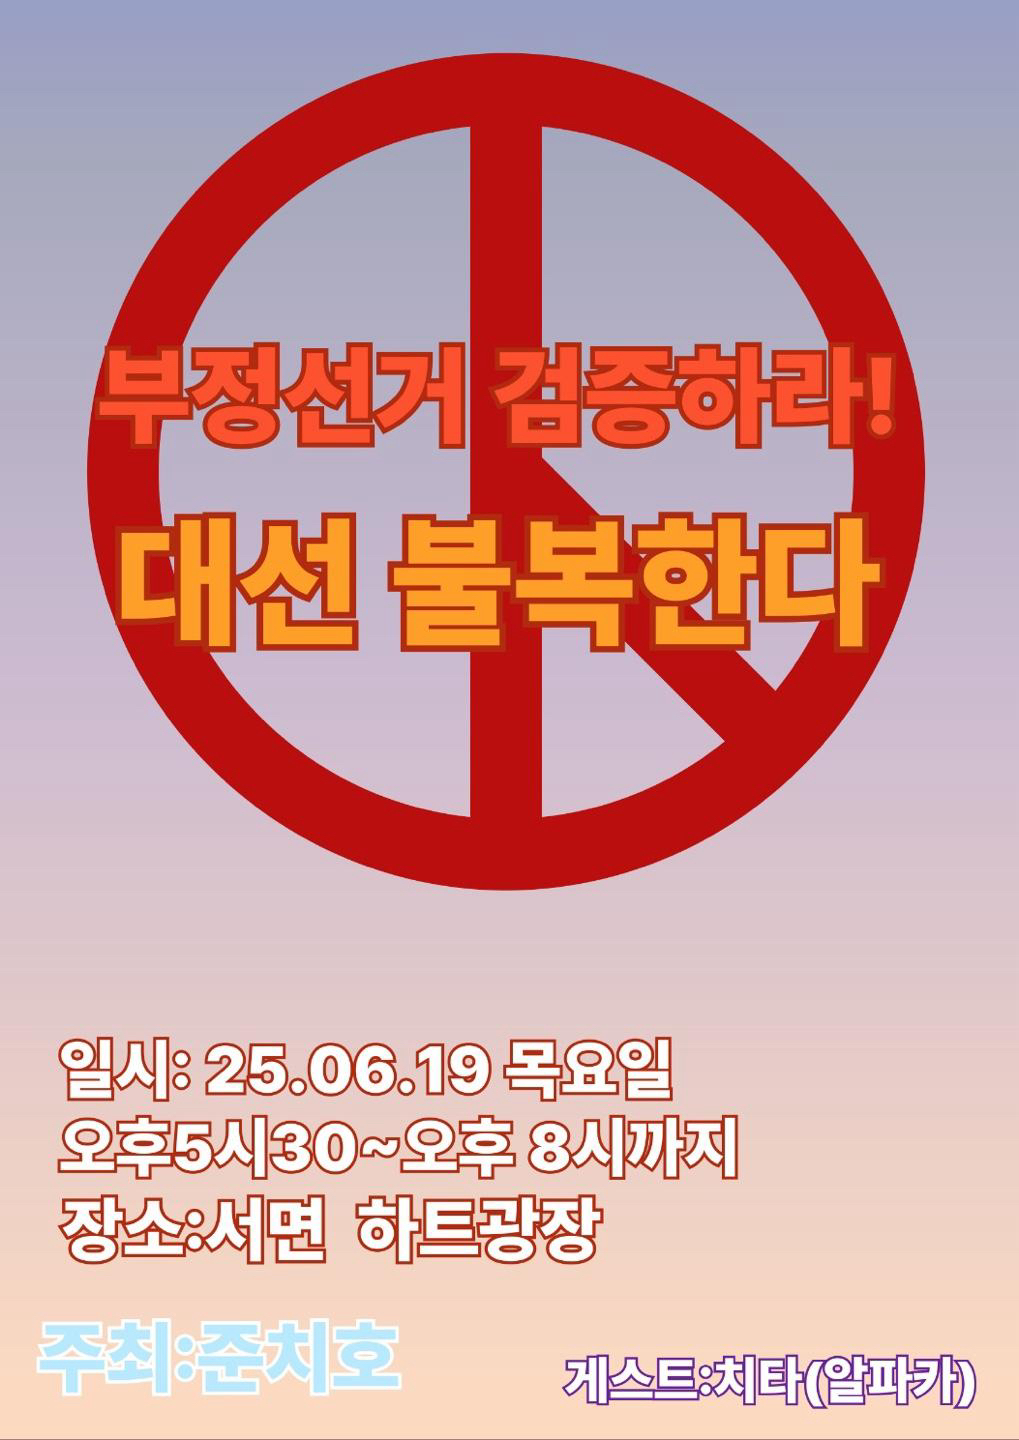 부정선거 검증하라!
대선 불복한다
일시: 25.06.19 목요일
오후5시30~오후 8시까지
장소:서면 하트광장
주최:준치호
게스트:치타(알파카)